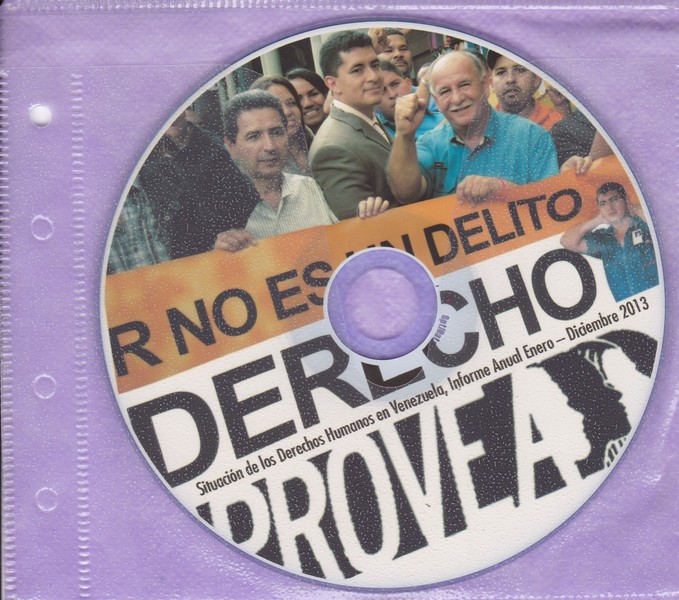 R NO ES UN DELITO
DERECHO
Situación de los Derechos Humanos en Venezuela, Informe Anual Enero – Diciembre 2013
PROVEA